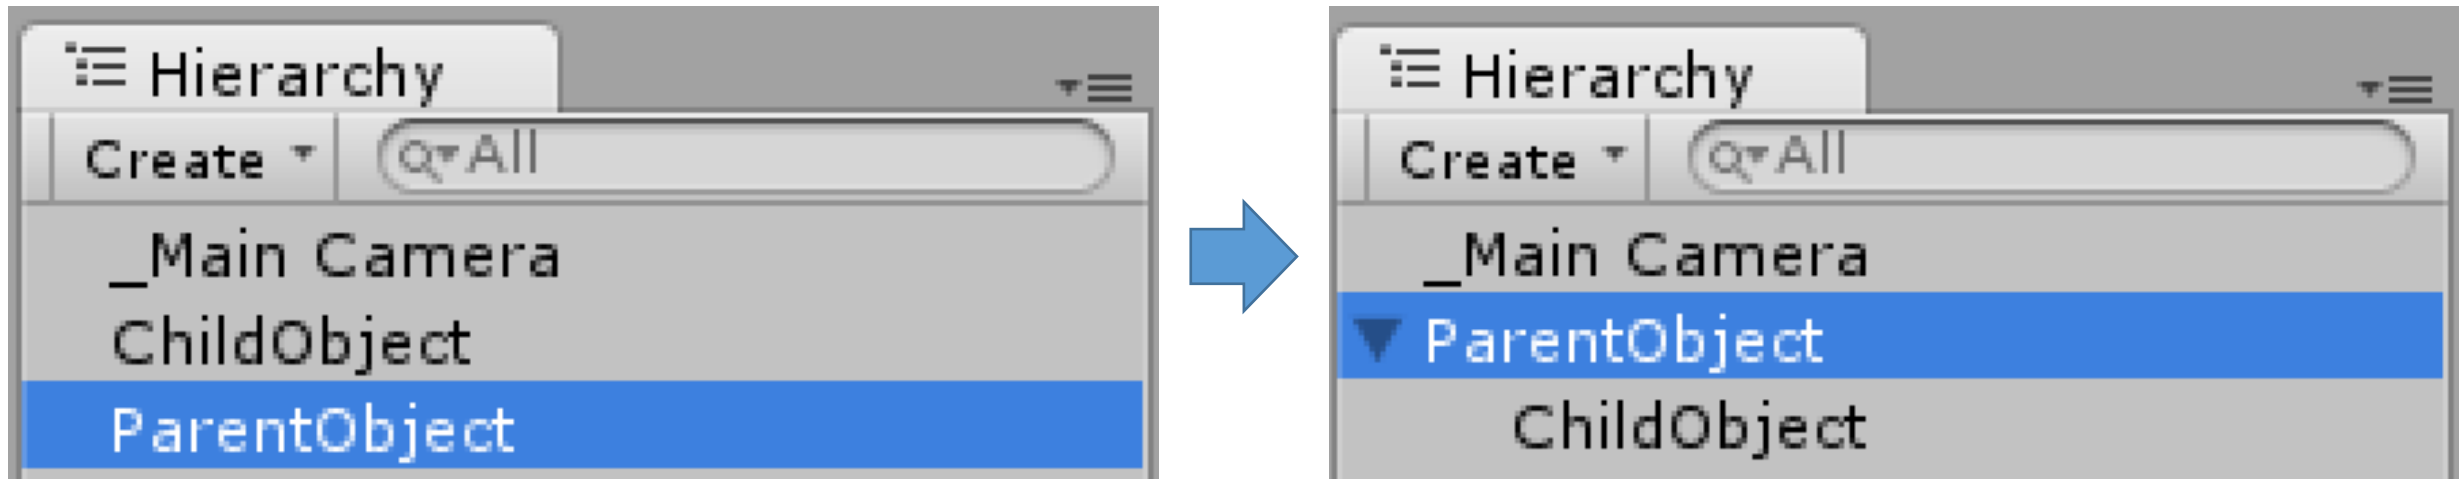 Hierarchy
Create All
_Main Camera
ChildObject
ParentObject
Hierarchy
Create All
_Main Camera
ParentObject
ChildObject